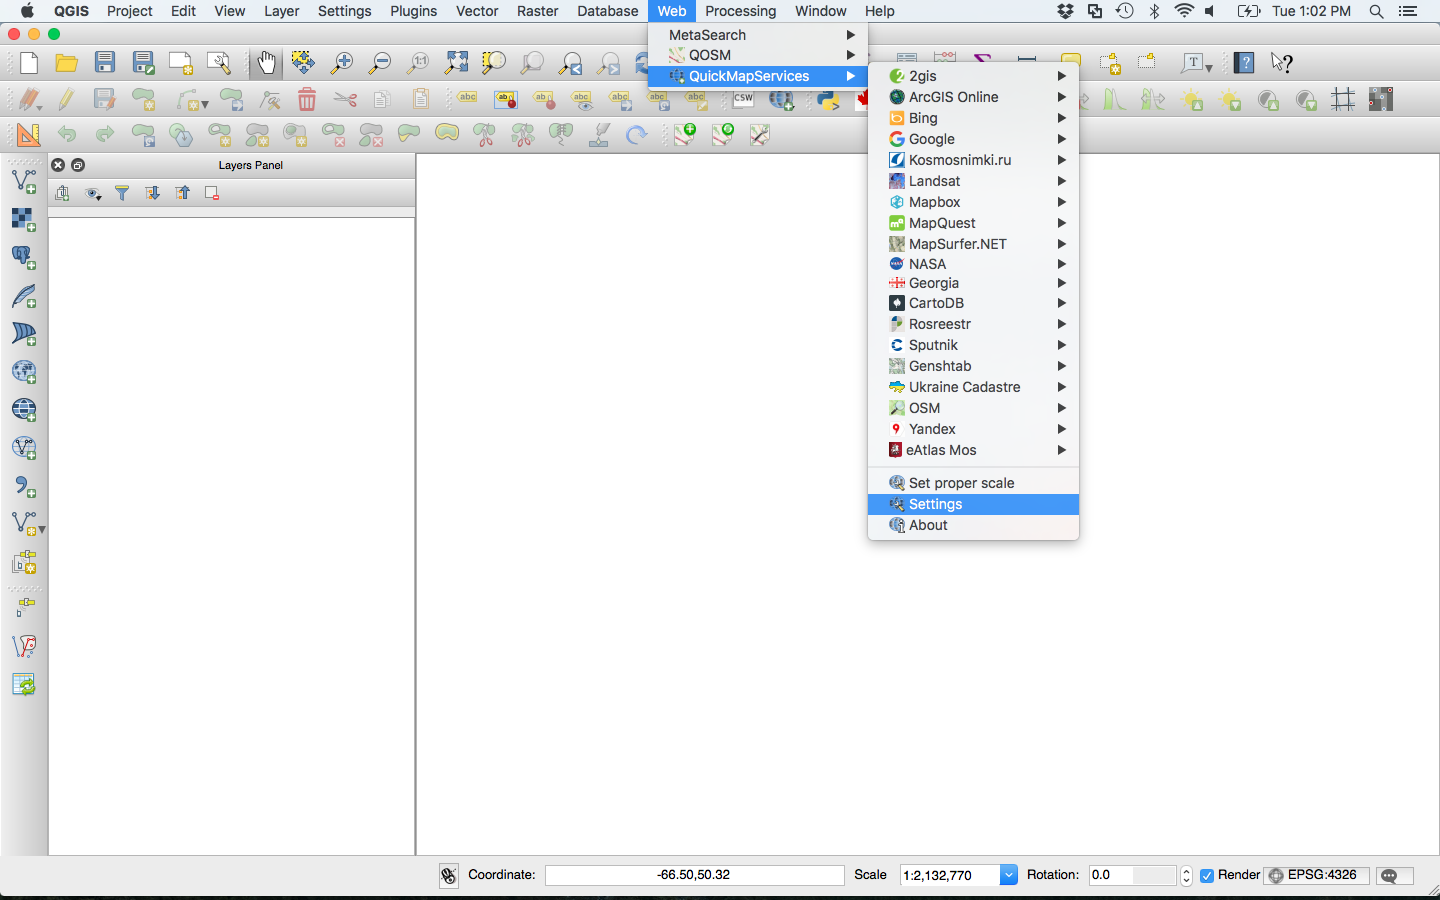 QGIS Project Edit View Layer Settings Plugins Vector Raster Database Web Processing Window Help Tue 1:02 PM
MetaSearch
QOSM
QuickMapServices
2gis
ArcGIS Online
Bing
Google
Kosmosnimki.ru
Landsat
Mapbox
MapQuest
MapSurfer.NET
NASA
Georgia
CartoDB
Rosreestr
Sputnik
Genshtab
Ukraine Cadastre
OSM
Yandex
eAtlas Mos
Set proper scale
Settings
About
Layers Panel
Coordinate: -66.50,50.32 Scale 1:2,132,770 Rotation: 0.0 Render EPSG:4326